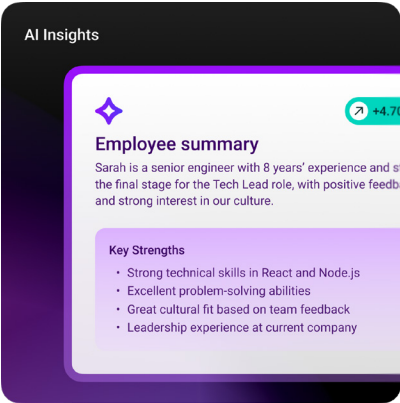 AI Insights
+4.70
Employee summary
Sarah is a senior engineer with 8 years' experience and
the final stage for the Tech Lead role, with positive
and strong interest in our culture.
Key Strengths
• Strong technical skills in React and Node.js
• Excellent problem-solving abilities
• Great cultural fit based on team feedback
• Leadership experience at current company